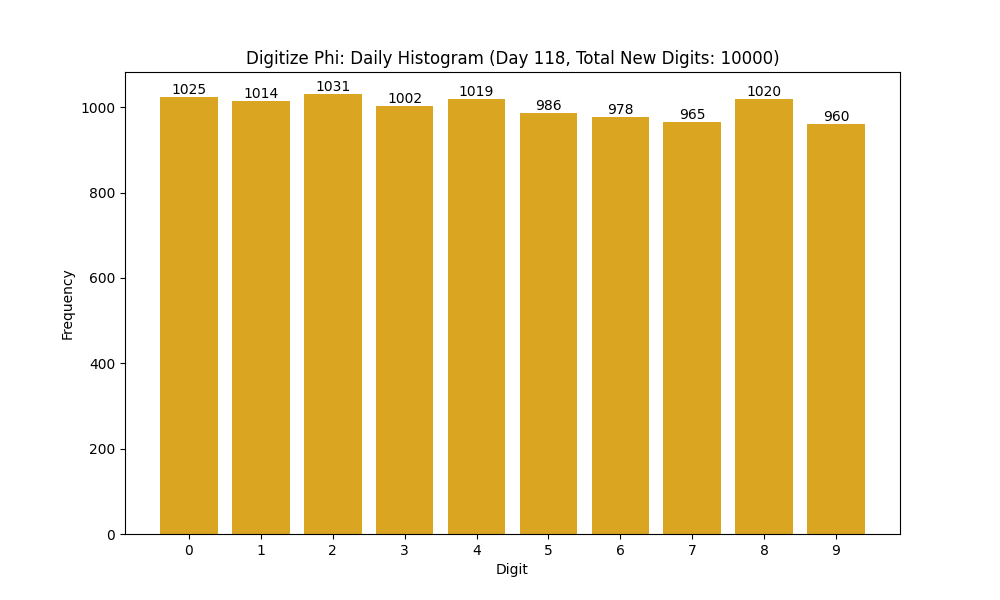 Digitize Phi: Daily Histogram (Day 118, Total New Digits: 10000)
1025 1014 1031 1002 1019 986 978 965 1020 960
1000
800
600
400
200
0
Frequency
0 1 2 3 4 5 6 7 8 9
Digit